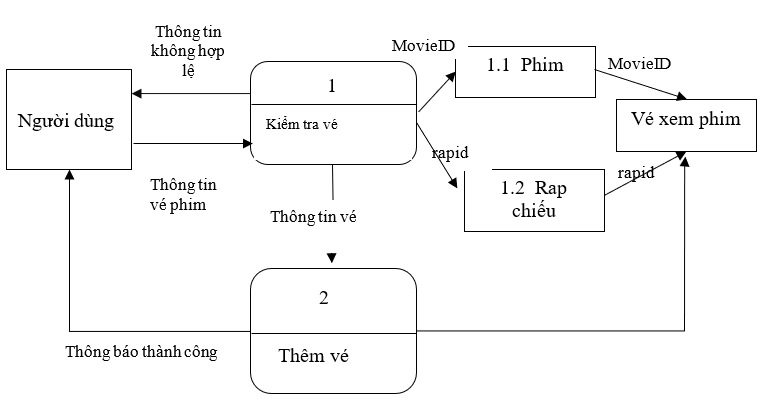 Thông tin
không hợp
lệ
MovieID
1.1 Phim
MovieID
1
Người dùng
Kiểm tra vé
Vé xem phim
rapid
Thông tin
vé phim
1.2 Rap
chiếu
rapid
Thông tin vé
2
Thêm vé
Thông báo thành công